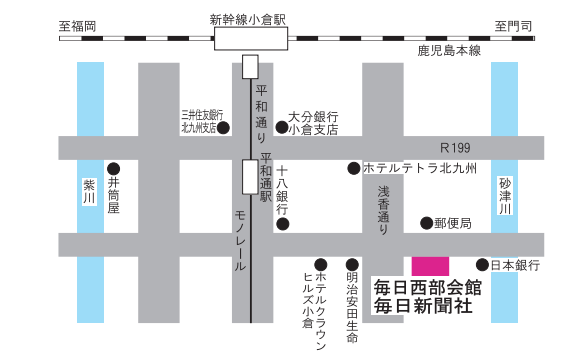 新幹線小倉駅
至福岡
至門司
鹿児島本線
平和通り
三井住友銀行
北九州支店
大分銀行
小倉支店
R199
平和通駅
十八銀行
ホテルテトラ北九州
浅香通り
紫川
井筒屋
砂津川
モノレール
郵便局
日本銀行
ホテルクラウン
ヒルズ小倉
明治安田生命
毎日西部会館
毎日新聞社